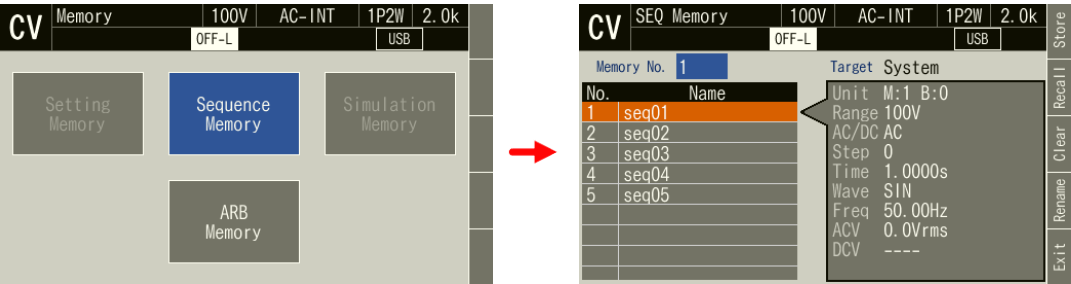 CV Memory 100V AC-INT 1P2W 2.0k
OFF-L USB
Setting
Memory
Sequence
Memory
Simulation
Memory
ARB
Memory
CV SEQ Memory 100V AC-INT 1P2W 2.0k
OFF-L USB
Memory No. 1
No. Name
1 seq01
2 seq02
3 seq03
4 seq04
5 seq05
Target System
Unit M:1 B:0
Range 100V
AC/DC AC
Step 0
Time 1.0000s
Wave SIN
Freq 50.00Hz
ACV 0.0Vrms
DCV ----
Store
Recall
Clear
Rename
Exit